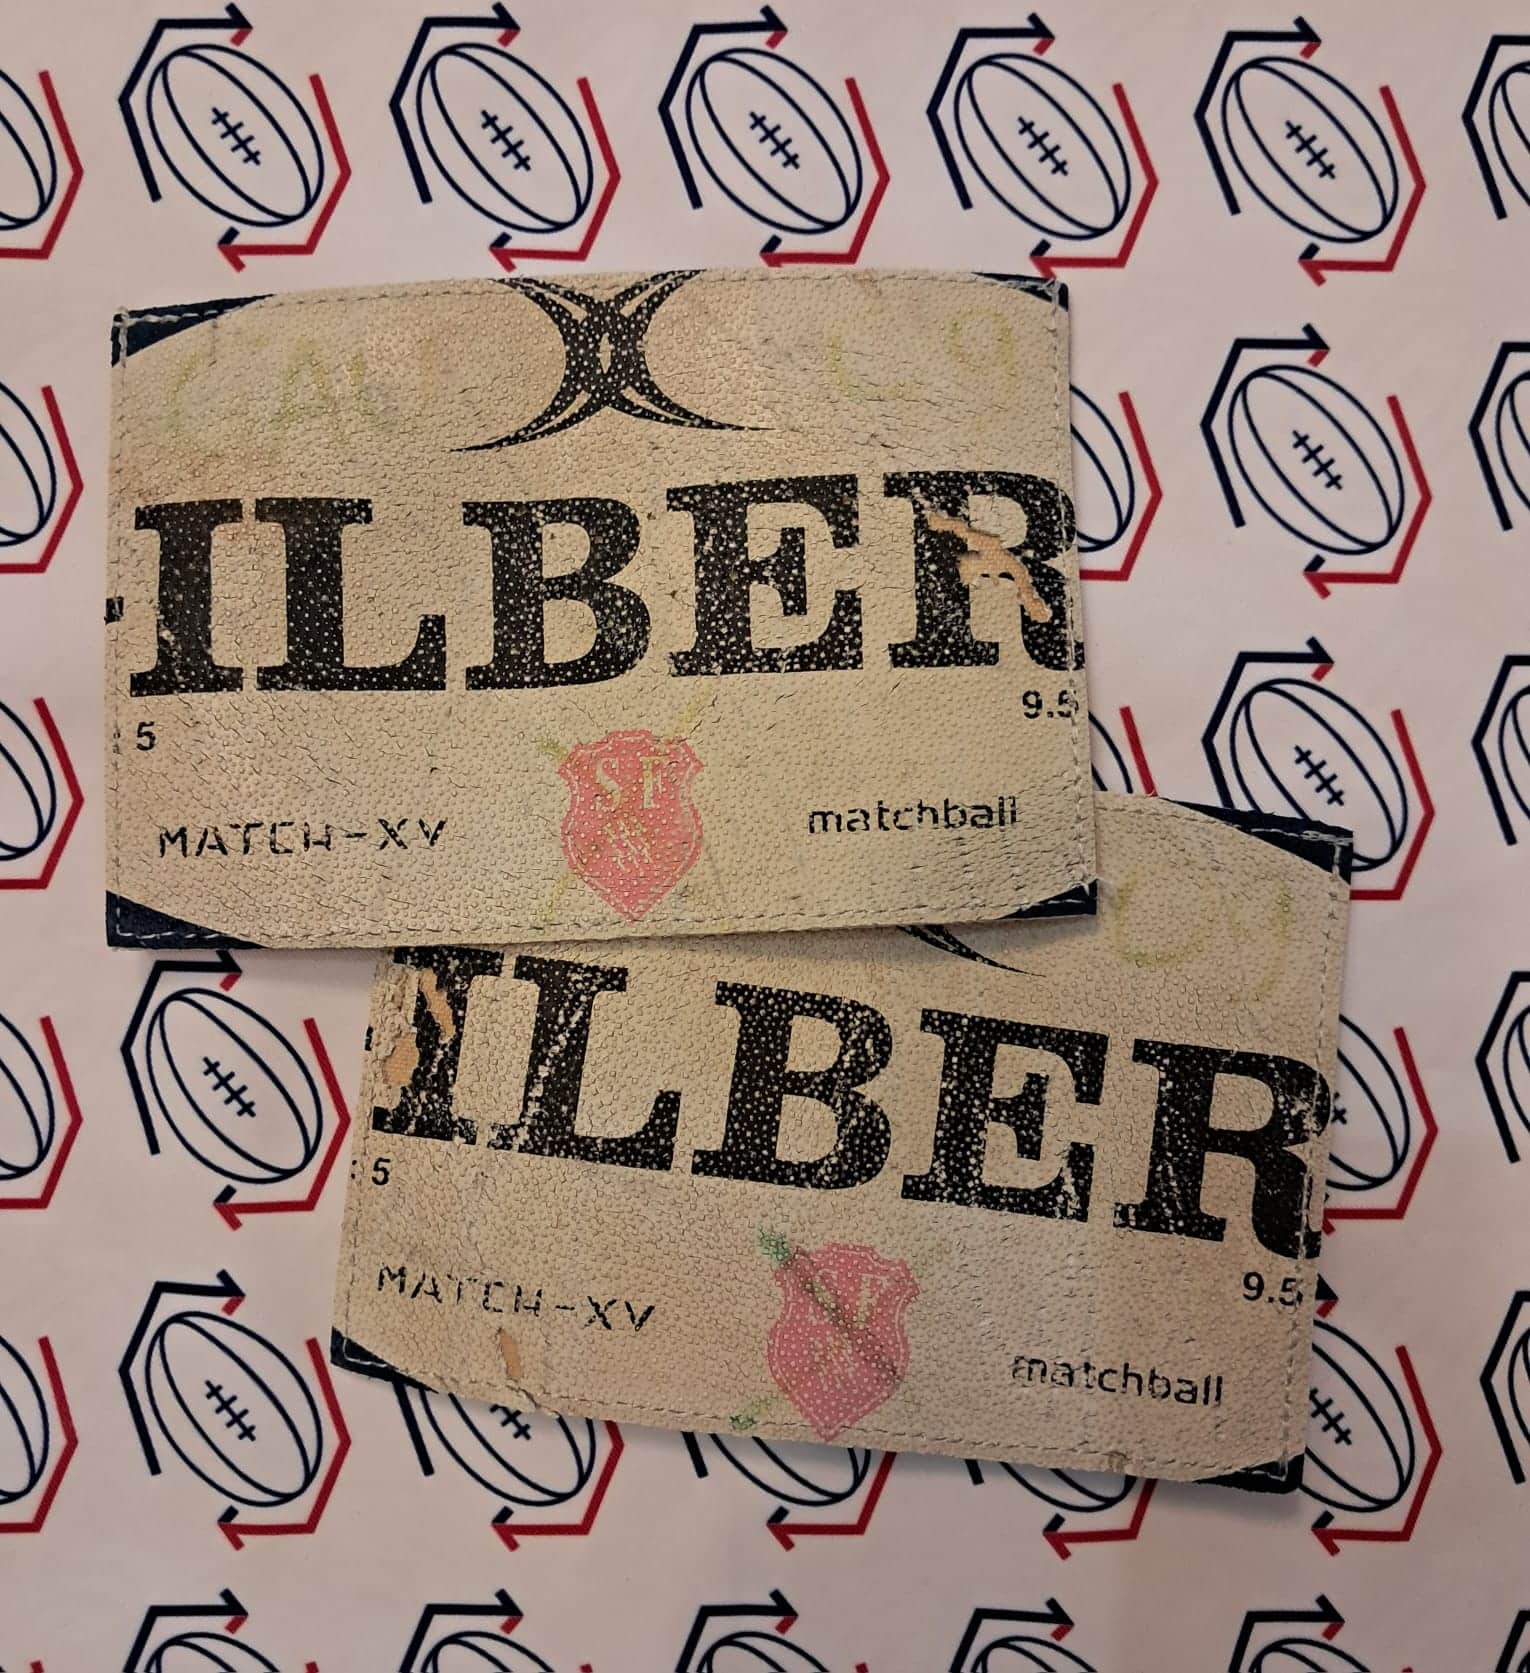 ILBER
5
9.5
S F
MATCH-XV
matchball
ILBER
5
9.5
S F
MATCH-XV
matchball